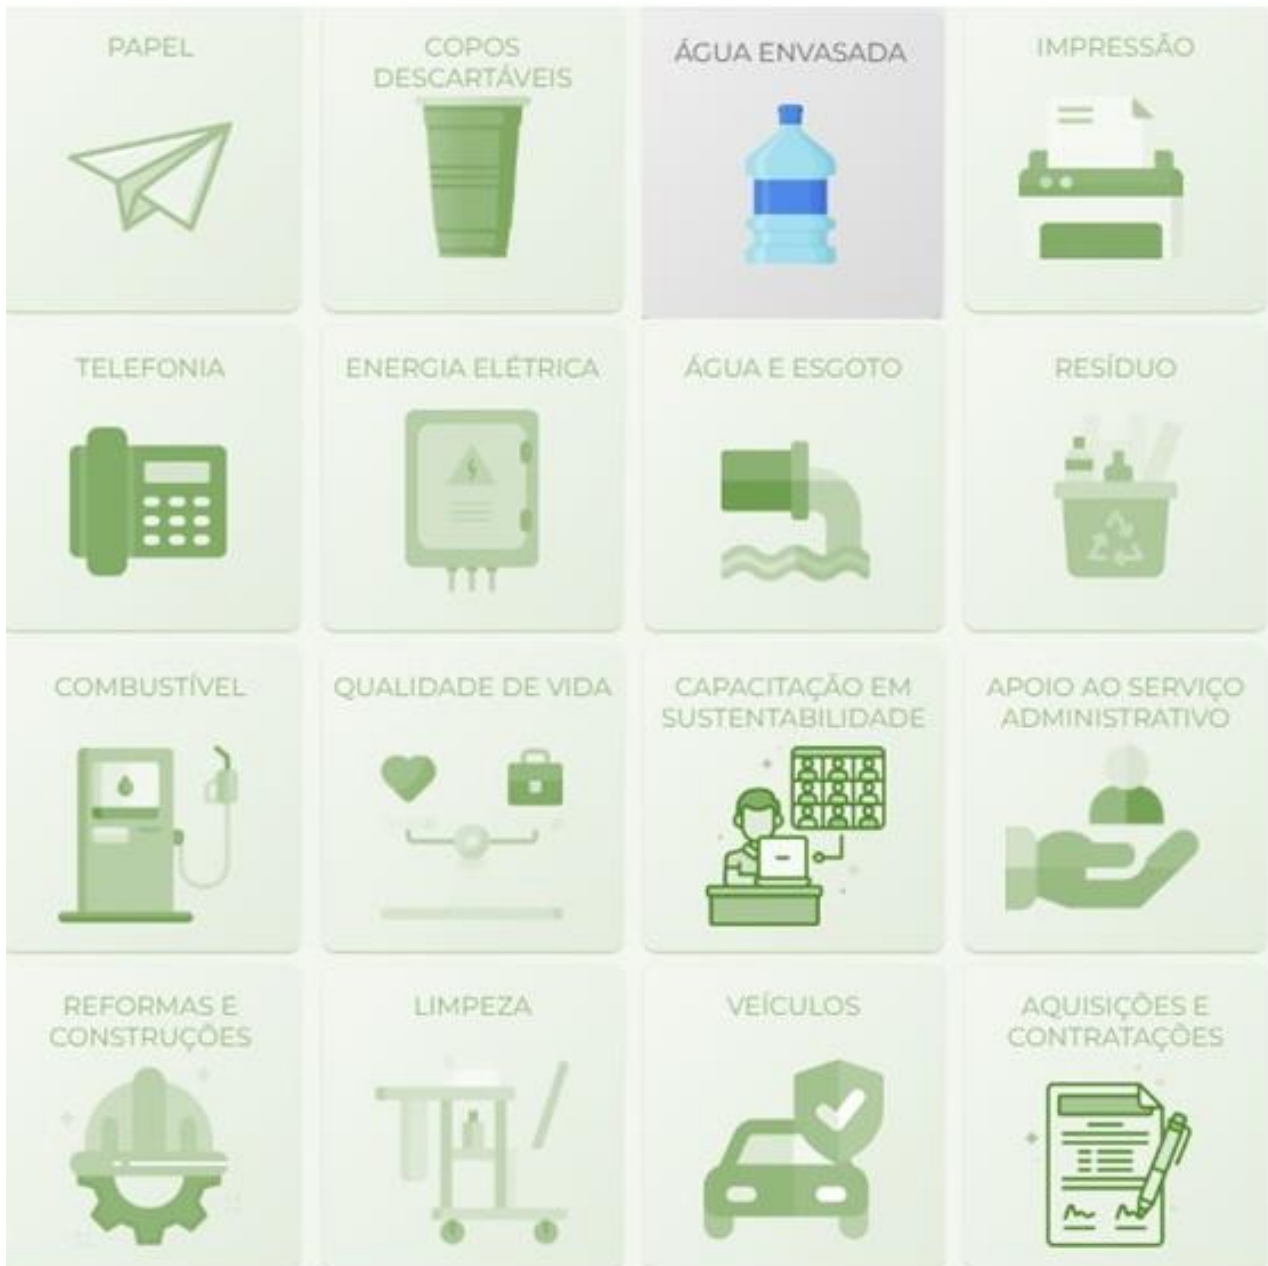 PAPEL
COPOS
DESCARTÁVEIS
ÁGUA ENVASADA
IMPRESSÃO
TELEFONIA
ENERGIA ELÉTRICA
ÁGUA E ESGOTO
RESÍDUO
COMBUSTÍVEL
QUALIDADE DE VIDA
CAPACITAÇÃO EM
SUSTENTABILIDADE
APOIO AO SERVIÇO
ADMINISTRATIVO
REFORMAS E
CONSTRUÇÕES
LIMPEZA
VEÍCULOS
AQUISIÇÕES E
CONTRATAÇÕES